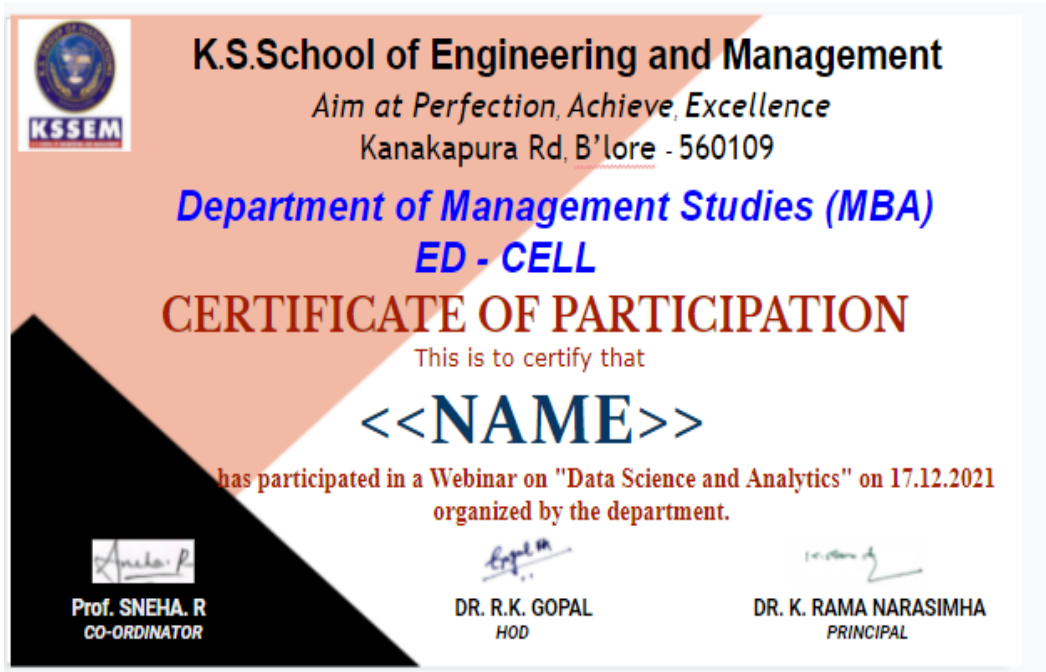 K.S.School of Engineering and Management
Aim at Perfection, Achieve, Excellence
KSSEM
Kanakapura Rd, B'lore - 560109
Department of Management Studies (MBA)
ED - CELL
CERTIFICATE OF PARTICIPATION
This is to certify that
<<NAME>>
has participated in a Webinar on "Data Science and Analytics" on 17.12.2021
organized by the department.
Sneha. R
Prof. SNEHA. R
CO-ORDINATOR
DR. R.K. GOPAL
HOD
DR. K. RAMA NARASIMHA
PRINCIPAL